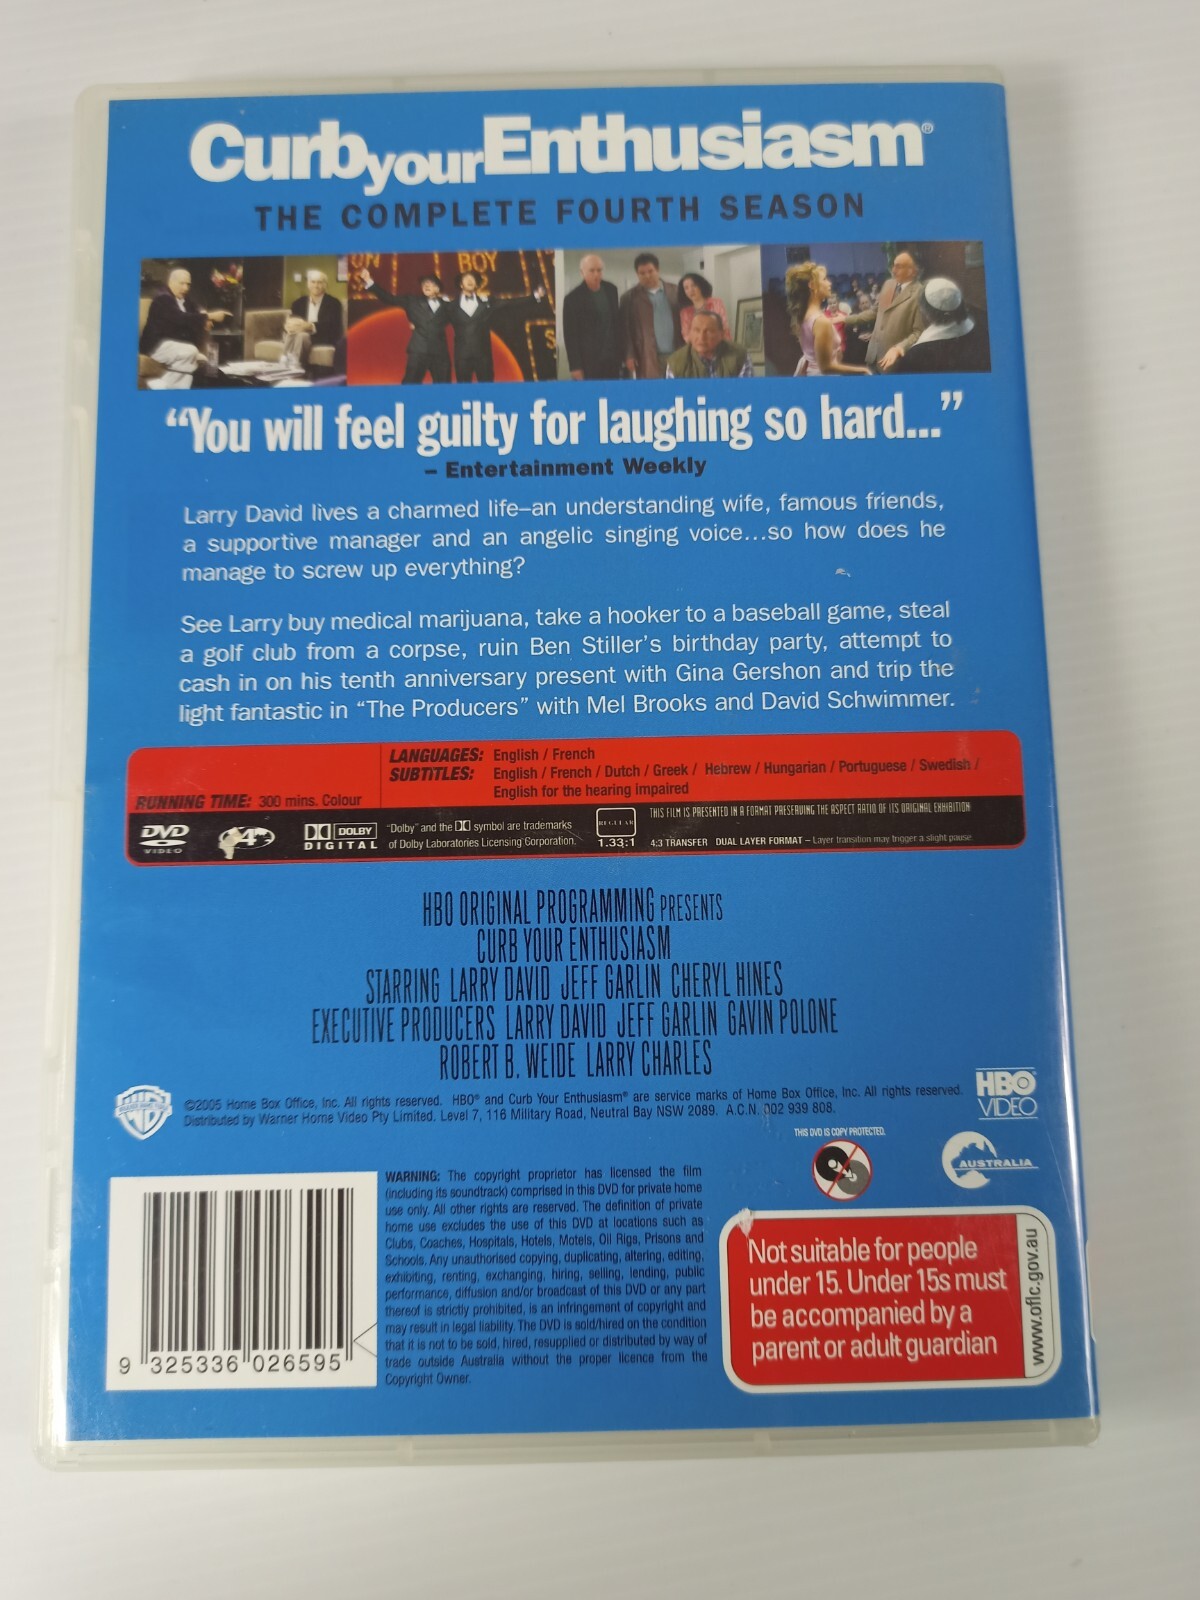 Curb your Enthusiasm®
THE COMPLETE FOURTH SEASON
ON
BOY
S
“You will feel guilty for laughing so hard...”
– Entertainment Weekly
Larry David lives a charmed life–an understanding wife, famous friends,
a supportive manager and an angelic singing voice...so how does he
manage to screw up everything?
See Larry buy medical marijuana, take a hooker to a baseball game, steal
a golf club from a corpse, ruin Ben Stiller's birthday party, attempt to
cash in on his tenth anniversary present with Gina Gershon and trip the
light fantastic in “The Producers” with Mel Brooks and David Schwimmer.
RUNNING TIME: 300 mins. Colour
LANGUAGES: English / French
SUBTITLES: English / French / Dutch / Greek / Hebrew / Hungarian / Portuguese / Swedish /
English for the hearing impaired
DVD VIDEO
4
DOLBY DIGITAL
“Dolby” and the symbol are trademarks
of Dolby Laboratories Licensing Corporation.
REGULAR
1.33:1
THIS FILM IS PRESENTED IN A FORMAT PRESERVING THE ASPECT RATIO OF ITS ORIGINAL EXHIBITION
4:3 TRANSFER DUAL LAYER FORMAT – Layer transition may trigger a slight pause.
HBO ORIGINAL PROGRAMMING PRESENTS
CURB YOUR ENTHUSIASM
STARRING LARRY DAVID JEFF GARLIN CHERYL HINES
EXECUTIVE PRODUCERS LARRY DAVID JEFF GARLIN GAVIN POLONE
ROBERT B. WEIDE LARRY CHARLES
©2005 Home Box Office, Inc. All rights reserved. HBO® and Curb Your Enthusiasm® are service marks of Home Box Office, Inc. All rights reserved.
Distributed by Warner Home Video Pty Limited. Level 7, 116 Military Road, Neutral Bay NSW 2089. A.C.N. 002 939 808.
HBO
VIDEO
THIS DVD IS COPY PROTECTED.
AUSTRALIA
WARNING: The copyright proprietor has licensed the film
(including its soundtrack) comprised in this DVD for private home
use only. All other rights are reserved. The definition of private
home use excludes the use of this DVD at locations such as
Clubs, Coaches, Hospitals, Hotels, Motels, Oil Rigs, Prisons and
Schools. Any unauthorised copying, duplicating, altering, editing,
exhibiting, renting, exchanging, hiring, selling, lending, public
performance, diffusion and/or broadcast of this DVD or any part
thereof is strictly prohibited, is an infringement of copyright and
may result in legal liability. The DVD is sold/hired on the condition
that it is not to be sold, hired, resupplied or distributed by way of
trade outside Australia without the proper licence from the
Copyright Owner.
9 325336 026595
Not suitable for people
under 15. Under 15s must
be accompanied by a
parent or adult guardian
www.oflc.gov.au